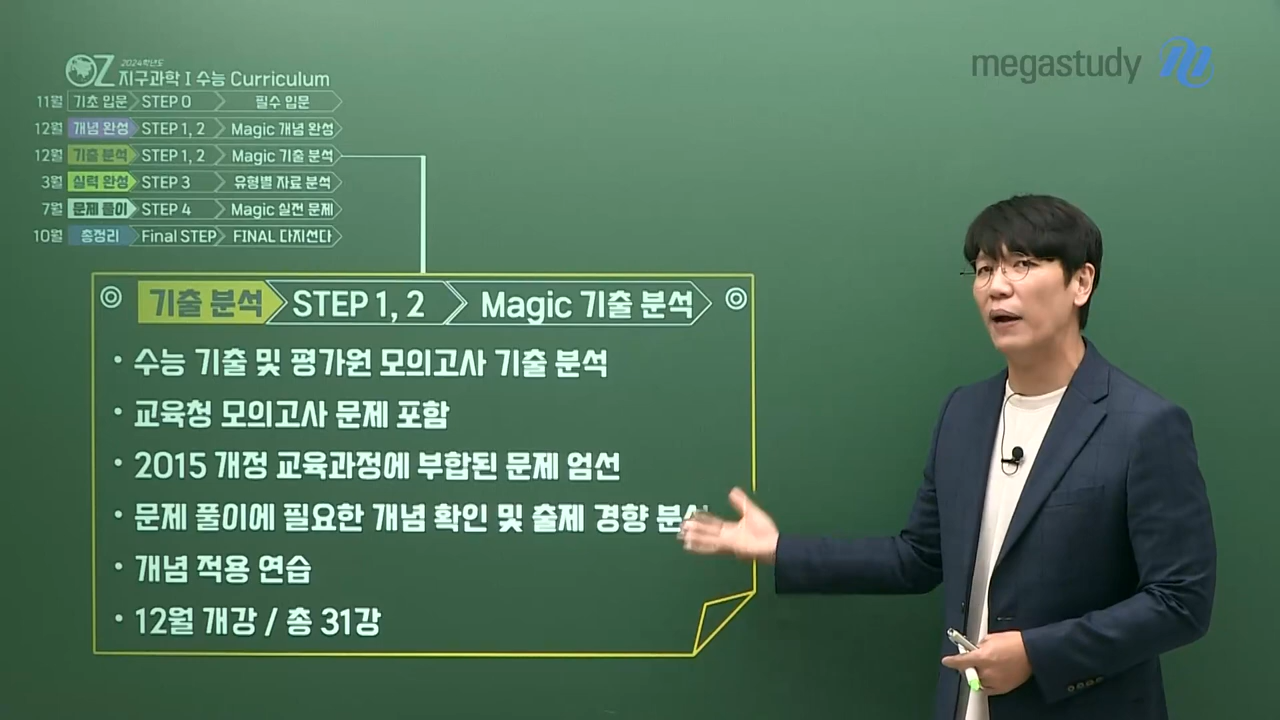 megastudy
OZ 2024학년도
지구과학 I 수능 Curriculum
11월 기초 입문 STEP 0 필수 입문
12월 개념 완성 STEP 1, 2 Magic 개념 완성
12월 기출 분석 STEP 1, 2 Magic 기출 분석
3월 실력 완성 STEP 3 유형별 자료 분석
7월 문제 풀이 STEP 4 Magic 실전 문제
10월 총정리 Final STEP FINAL 다지선다
기출 분석 STEP 1, 2 Magic 기출 분석
• 수능 기출 및 평가원 모의고사 기출 분석
• 교육청 모의고사 문제 포함
• 2015 개정 교육과정에 부합된 문제 엄선
• 문제 풀이에 필요한 개념 확인 및 출제 경향 분석
• 개념 적용 연습
• 12월 개강 / 총 31강